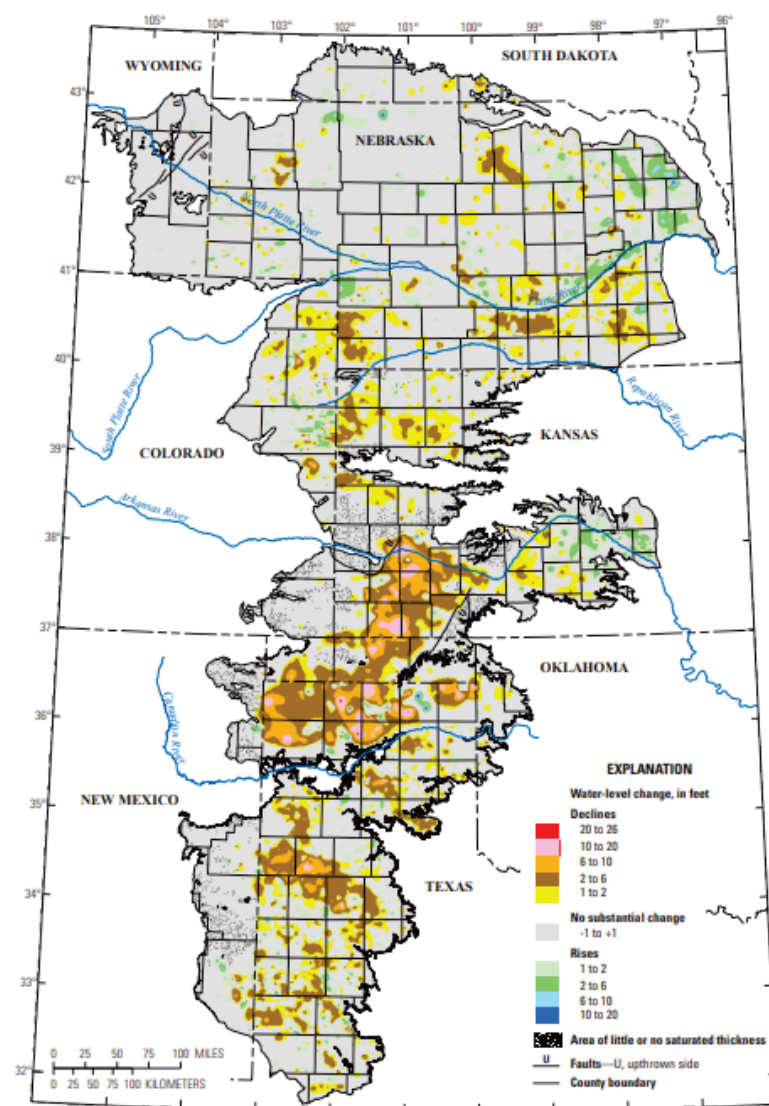 105° 104° 103° 102° 101° 100° 99° 98° 97° 96°
WYOMING
SOUTH DAKOTA
43°
NEBRASKA
42°
North Platte River
41°
Platte River
40°
South Platte River
Republican River
39°
COLORADO
KANSAS
Arkansas River
38°
37°
OKLAHOMA
36°
Canadian River
35°
NEW MEXICO
34°
TEXAS
33°
32°
U
U
U
U
U
EXPLANATION
Water-level change, in feet
Declines
20 to 26
10 to 20
6 to 10
2 to 6
1 to 2
No substantial change
-1 to +1
Rises
1 to 2
2 to 6
6 to 10
10 to 20
Area of little or no saturated thickness
U Faults—U, upthrown side
County boundary
0 25 50 75 100 MILES
0 25 50 75 100 KILOMETERS